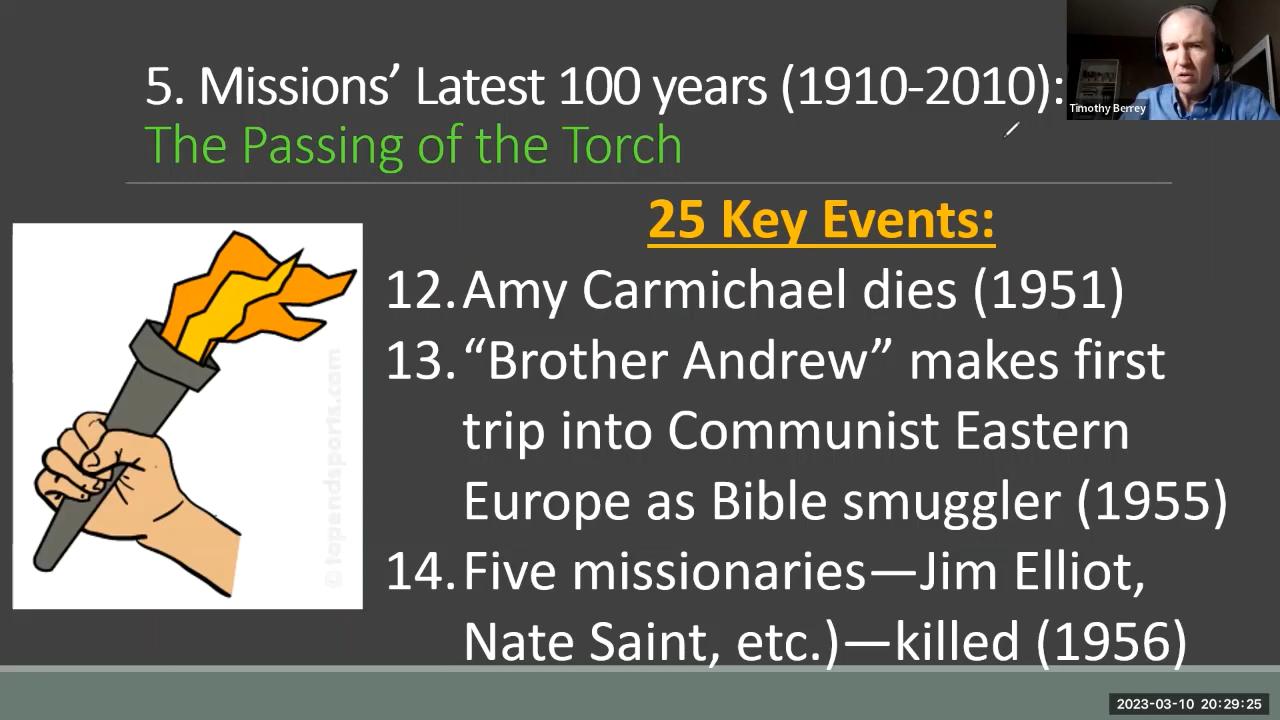 5. Missions’ Latest 100 years (1910-2010):
The Passing of the Torch
Timothy Berrey
25 Key Events:
12. Amy Carmichael dies (1951)
13. “Brother Andrew” makes first
trip into Communist Eastern
Europe as Bible smuggler (1955)
14. Five missionaries—Jim Elliot,
Nate Saint, etc.)—killed (1956)
© topendsports.com
2023-03-10 20:29:25